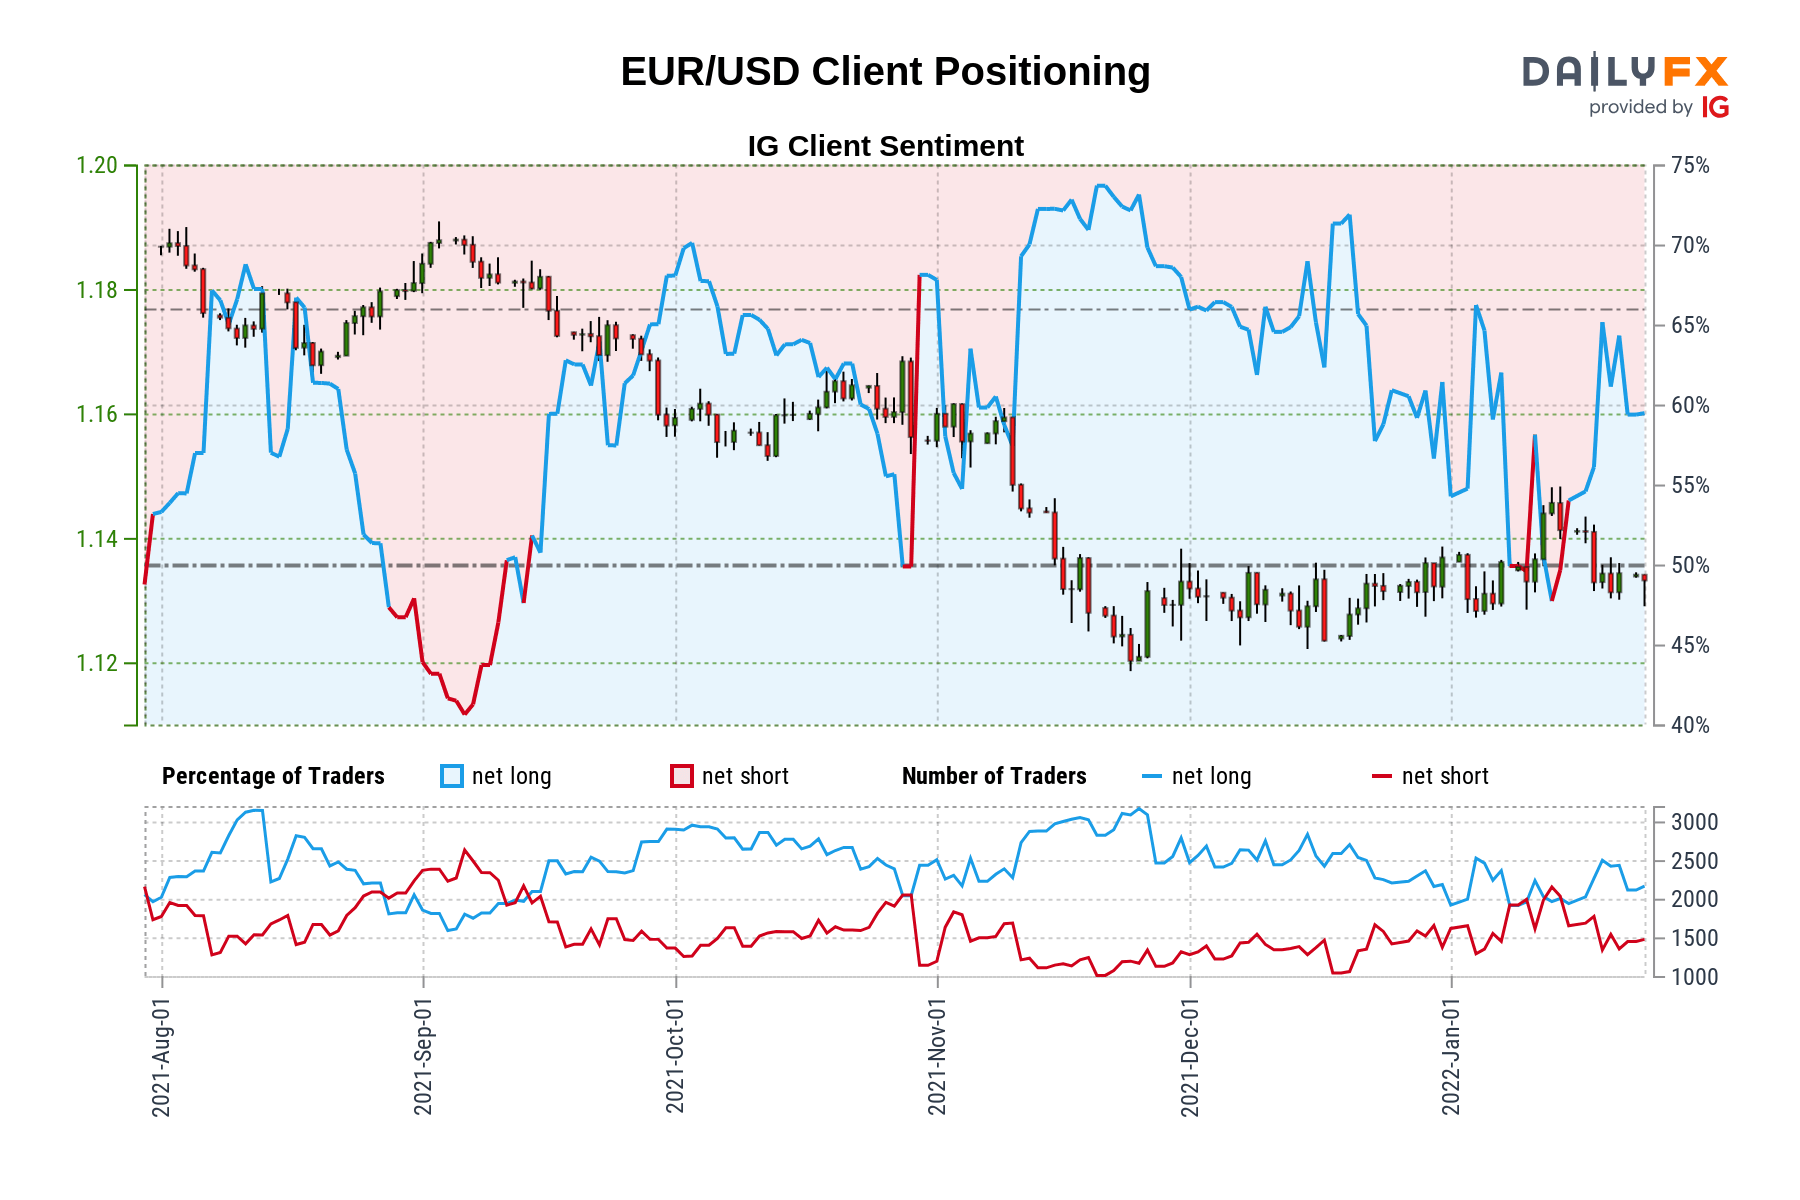 EUR/USD Client Positioning
DAILYFX
provided by IG
IG Client Sentiment
1.20
1.18
1.16
1.14
1.12
75%
70%
65%
60%
55%
50%
45%
40%
Percentage of Traders net long net short Number of Traders net long net short
3000
2500
2000
1500
1000
2021-Aug-01
2021-Sep-01
2021-Oct-01
2021-Nov-01
2021-Dec-01
2022-Jan-01